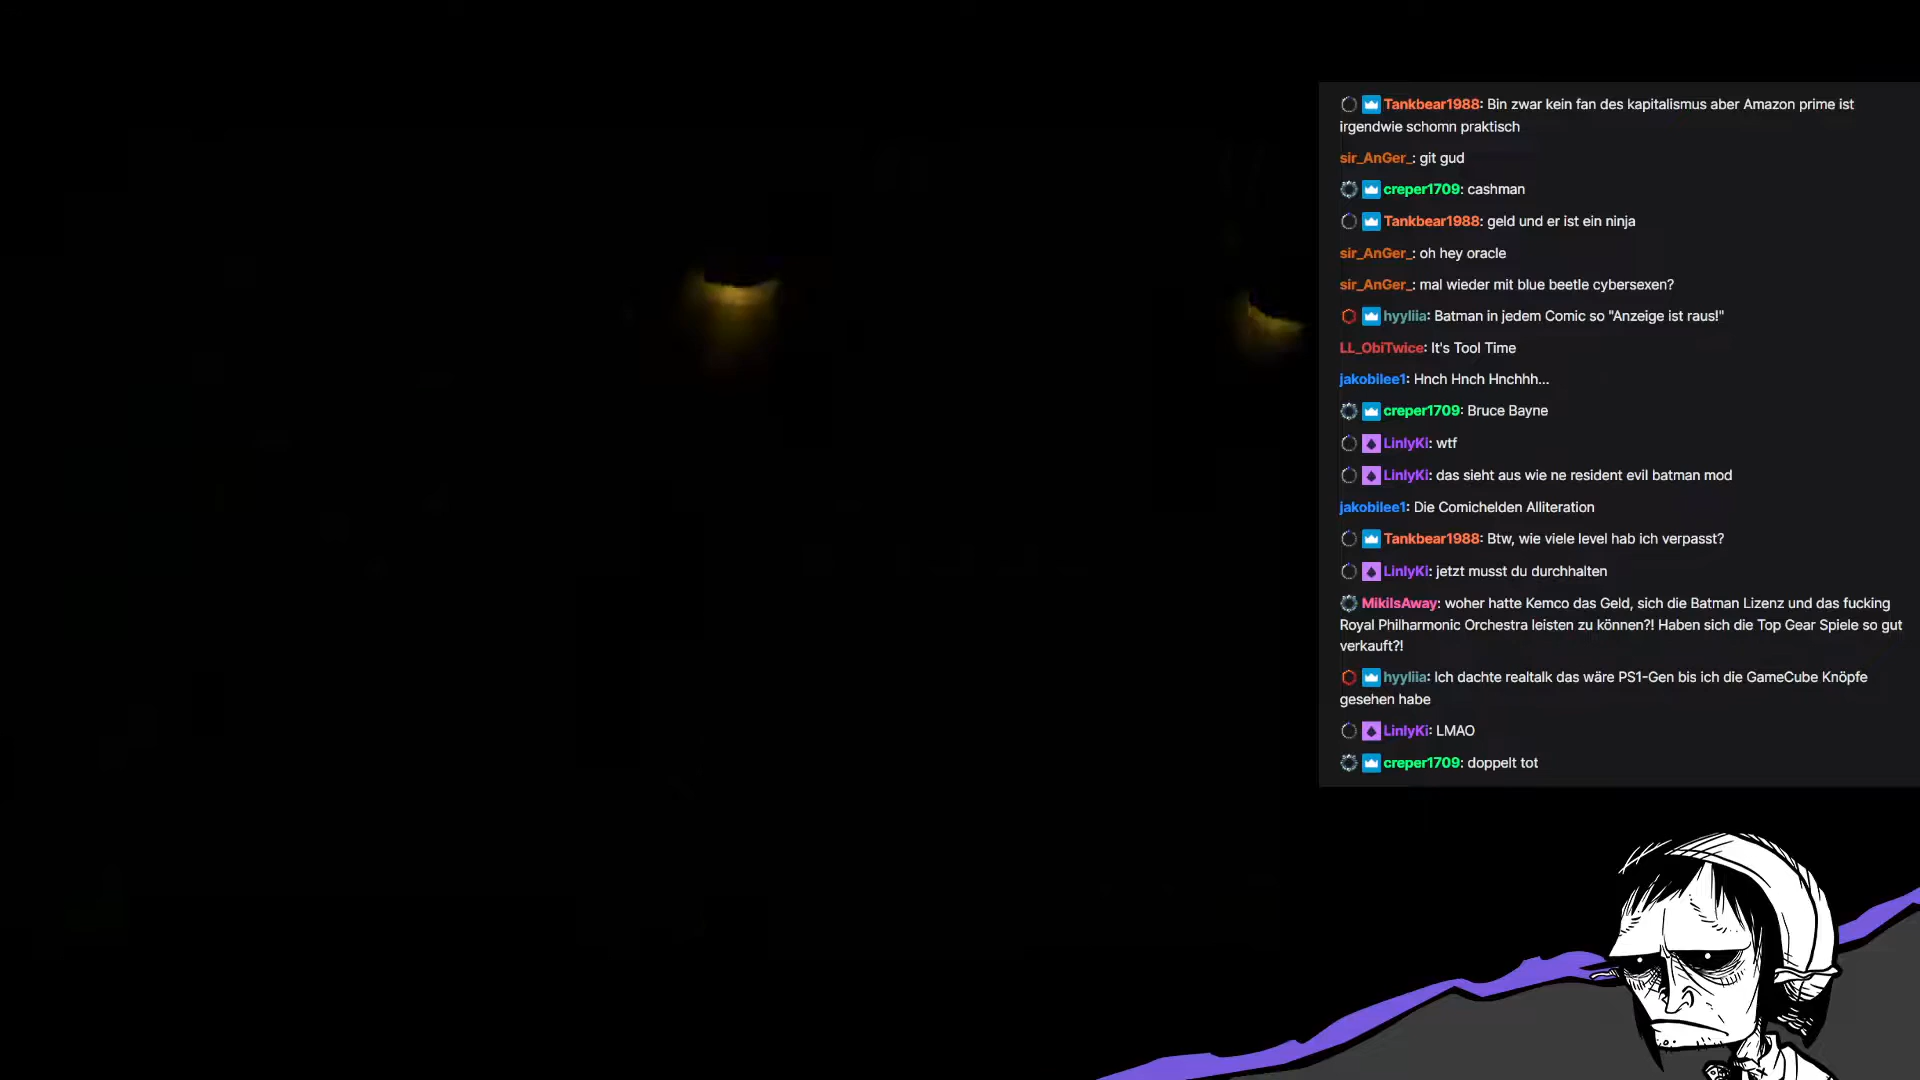 Tankbear1988: Bin zwar kein fan des kapitalismus aber Amazon prime ist
irgendwie schomn praktisch
sir_AnGer_: git gud
creper1709: cashman
Tankbear1988: geld und er ist ein ninja
sir_AnGer_: oh hey oracle
sir_AnGer_: mal wieder mit blue beetle cybersexen?
hyyliia: Batman in jedem Comic so "Anzeige ist raus!"
LL_ObiTwice: It's Tool Time
jakobilee1: Hnch Hnch Hnchhh...
creper1709: Bruce Bayne
LinlyKi: wtf
LinlyKi: das sieht aus wie ne resident evil batman mod
jakobilee1: Die Comichelden Alliteration
Tankbear1988: Btw, wie viele level hab ich verpasst?
LinlyKi: jetzt musst du durchhalten
MikiIsAway: woher hatte Kemco das Geld, sich die Batman Lizenz und das fucking
Royal Philharmonic Orchestra leisten zu können?! Haben sich die Top Gear Spiele so gut
verkauft?!
hyyliia: Ich dachte realtalk das wäre PS1-Gen bis ich die GameCube Knöpfe
gesehen habe
LinlyKi: LMAO
creper1709: doppelt tot